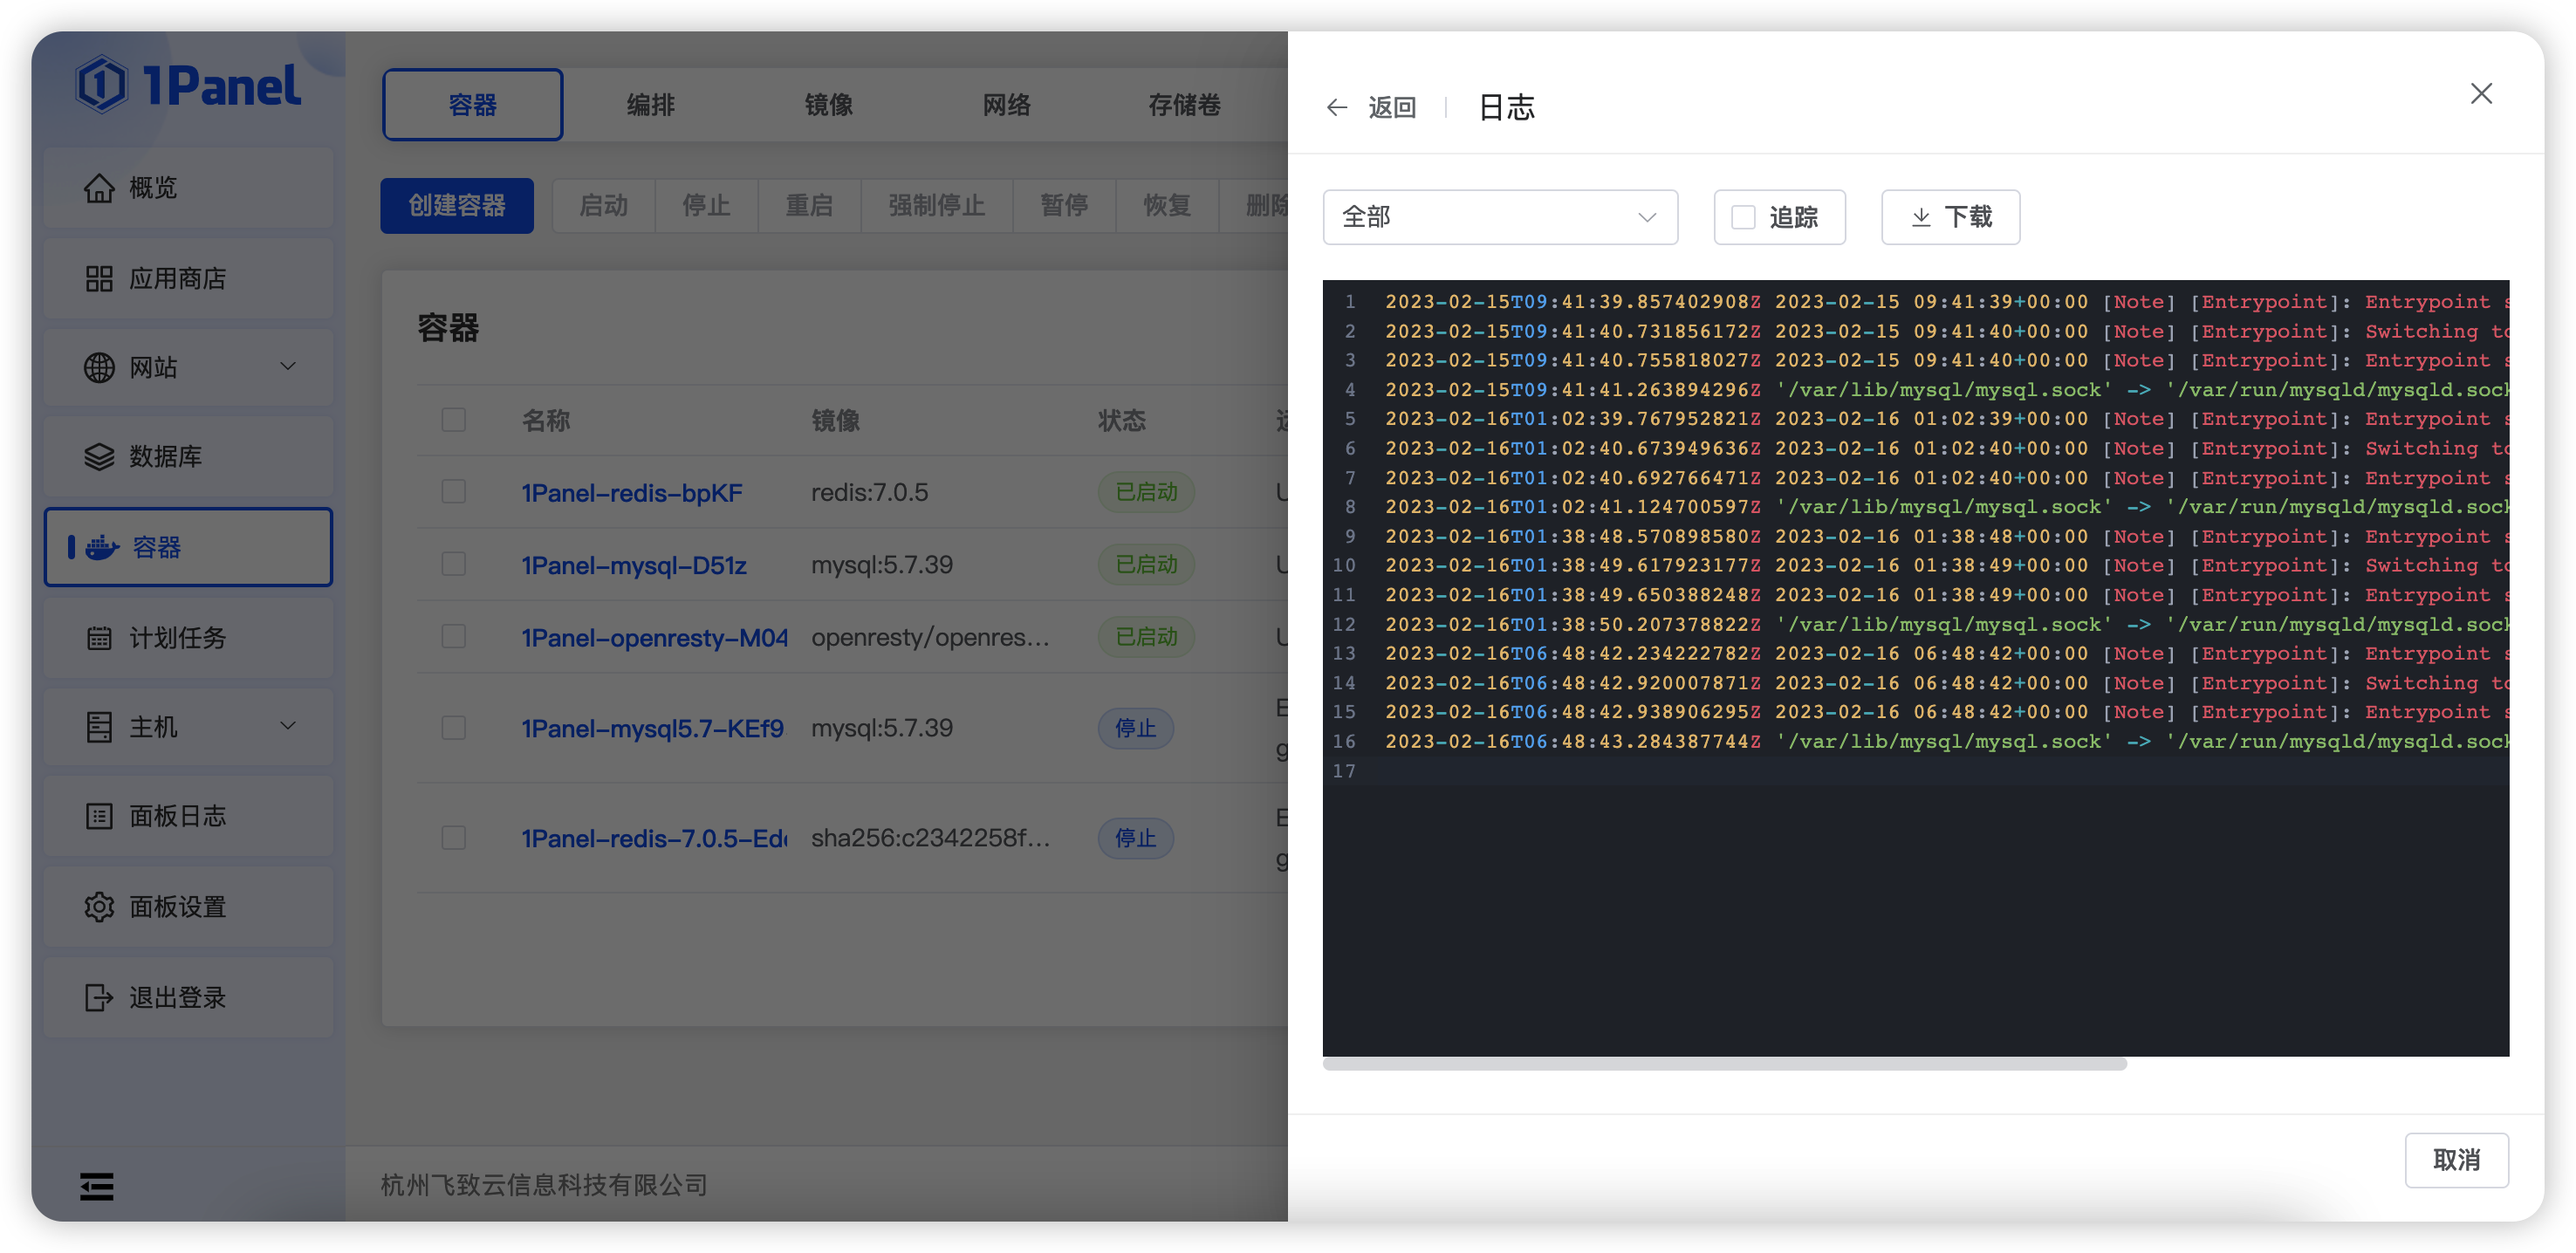 1Panel
概览
应用商店
网站
数据库
容器
计划任务
主机
面板日志
面板设置
退出登录
容器 编排 镜像 网络 存储卷
创建容器 启动 停止 重启 强制停止 暂停 恢复 删除
容器
名称 镜像 状态
1Panel-redis-bpKF redis:7.0.5 已启动
1Panel-mysql-D51z mysql:5.7.39 已启动
1Panel-openresty-M04 openresty/openres... 已启动
1Panel-mysql5.7-KEf9 mysql:5.7.39 停止
1Panel-redis-7.0.5-Ed sha256:c2342258f... 停止
杭州飞致云信息科技有限公司
返回 日志
全部 追踪 下载
1 2023-02-15T09:41:39.857402908Z 2023-02-15 09:41:39+00:00 [Note] [Entrypoint]: Entrypoint s
2 2023-02-15T09:41:40.731856172Z 2023-02-15 09:41:40+00:00 [Note] [Entrypoint]: Switching to
3 2023-02-15T09:41:40.755818027Z 2023-02-15 09:41:40+00:00 [Note] [Entrypoint]: Entrypoint s
4 2023-02-15T09:41:41.263894296Z '/var/lib/mysql/mysql.sock' -> '/var/run/mysqld/mysqld.sock
5 2023-02-16T01:02:39.767952821Z 2023-02-16 01:02:39+00:00 [Note] [Entrypoint]: Entrypoint s
6 2023-02-16T01:02:40.673949636Z 2023-02-16 01:02:40+00:00 [Note] [Entrypoint]: Switching to
7 2023-02-16T01:02:40.692766471Z 2023-02-16 01:02:40+00:00 [Note] [Entrypoint]: Entrypoint s
8 2023-02-16T01:02:41.124700597Z '/var/lib/mysql/mysql.sock' -> '/var/run/mysqld/mysqld.sock
9 2023-02-16T01:38:48.570898580Z 2023-02-16 01:38:48+00:00 [Note] [Entrypoint]: Entrypoint s
10 2023-02-16T01:38:49.617923177Z 2023-02-16 01:38:49+00:00 [Note] [Entrypoint]: Switching to
11 2023-02-16T01:38:49.650388248Z 2023-02-16 01:38:49+00:00 [Note] [Entrypoint]: Entrypoint s
12 2023-02-16T01:38:50.207378822Z '/var/lib/mysql/mysql.sock' -> '/var/run/mysqld/mysqld.sock
13 2023-02-16T06:48:42.234222782Z 2023-02-16 06:48:42+00:00 [Note] [Entrypoint]: Entrypoint s
14 2023-02-16T06:48:42.920007871Z 2023-02-16 06:48:42+00:00 [Note] [Entrypoint]: Switching to
15 2023-02-16T06:48:42.938906295Z 2023-02-16 06:48:42+00:00 [Note] [Entrypoint]: Entrypoint s
16 2023-02-16T06:48:43.284387744Z '/var/lib/mysql/mysql.sock' -> '/var/run/mysqld/mysqld.sock
17
取消